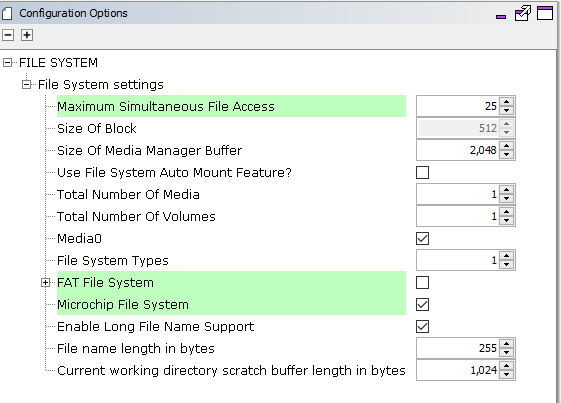 Configuration Options
FILE SYSTEM
File System settings
Maximum Simultaneous File Access 25
Size Of Block 512
Size Of Media Manager Buffer 2,048
Use File System Auto Mount Feature?
Total Number Of Media 1
Total Number Of Volumes 1
Media0
File System Types 1
FAT File System
Microchip File System
Enable Long File Name Support
File name length in bytes 255
Current working directory scratch buffer length in bytes 1,024